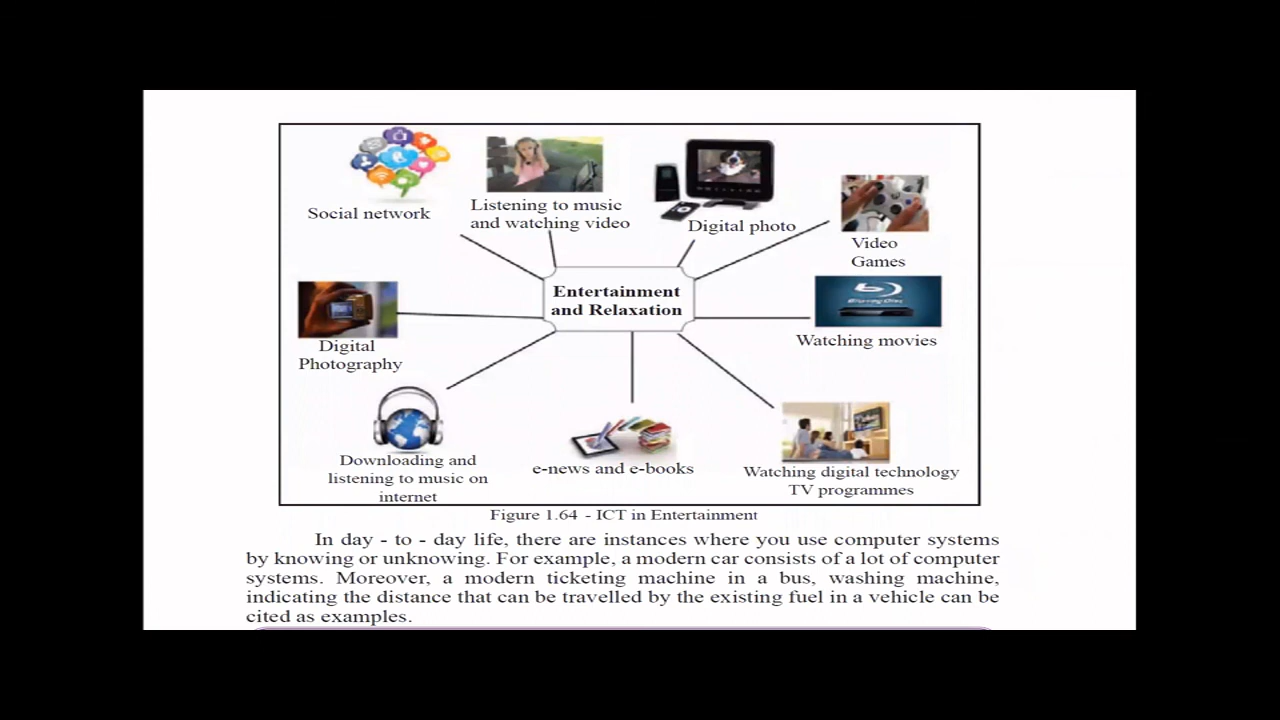 Social network
Listening to music
and watching video
Digital photo
Video
Games
Entertainment
and Relaxation
Blu-ray Disc
Watching movies
Digital
Photography
Downloading and
listening to music on
internet
e-news and e-books
Watching digital technology
TV programmes
Figure 1.64 - ICT in Entertainment
In day - to - day life, there are instances where you use computer systems
by knowing or unknowing. For example, a modern car consists of a lot of computer
systems. Moreover, a modern ticketing machine in a bus, washing machine,
indicating the distance that can be travelled by the existing fuel in a vehicle can be
cited as examples.